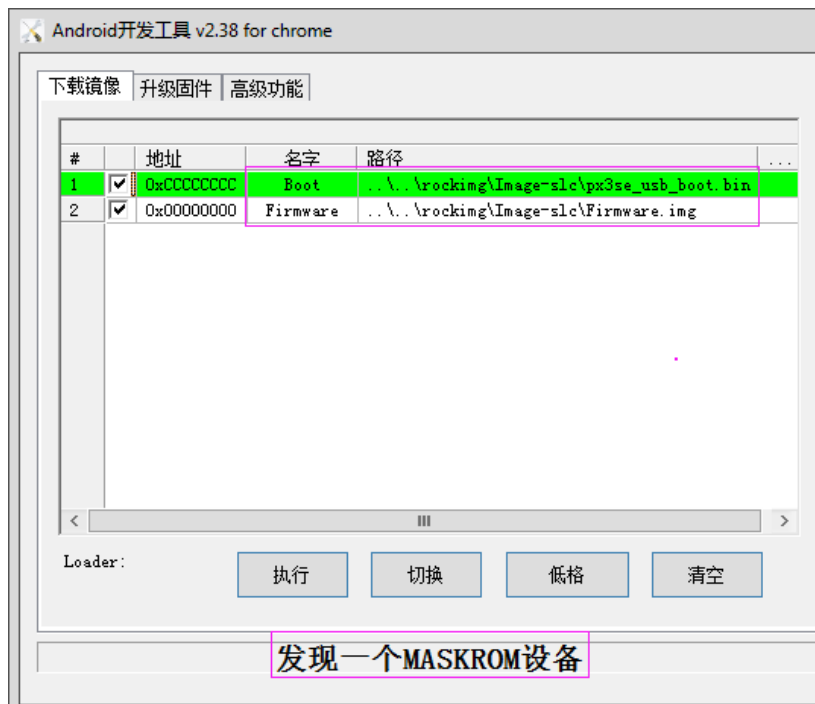 Android开发工具 v2.38 for chrome
下载镜像 升级固件 高级功能
# 地址 名字 路径 ...
1 0xCCCCCCCC Boot ..\..\rockimg\Image-slc\px3se_usb_boot.bin
2 0x00000000 Firmware ..\..\rockimg\Image-slc\Firmware.img
Loader:
执行 切换 低格 清空
发现一个MASKROM设备